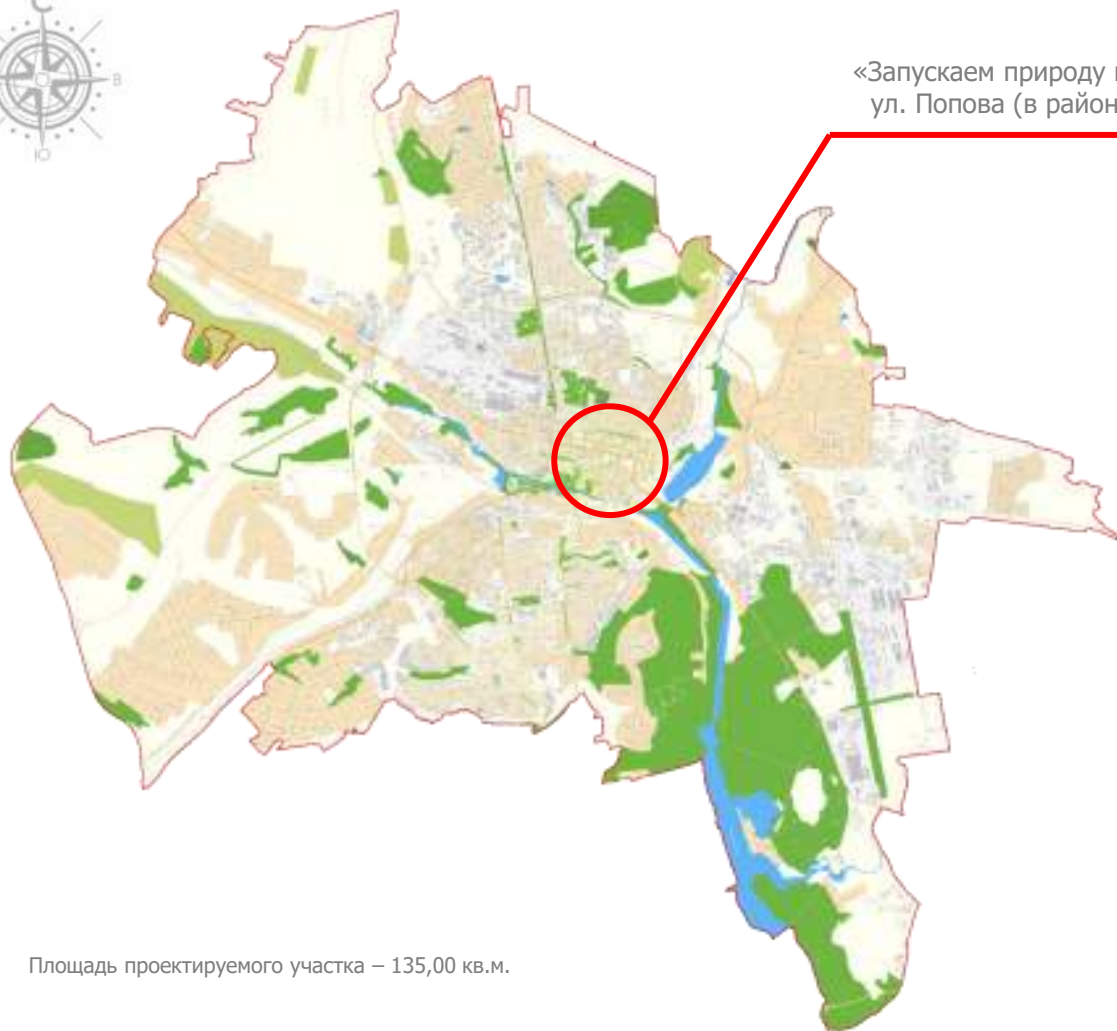 С
В
Ю
«Запускаем природу
ул. Попова (в район
Площадь проектируемого участка – 135,00 кв.м.